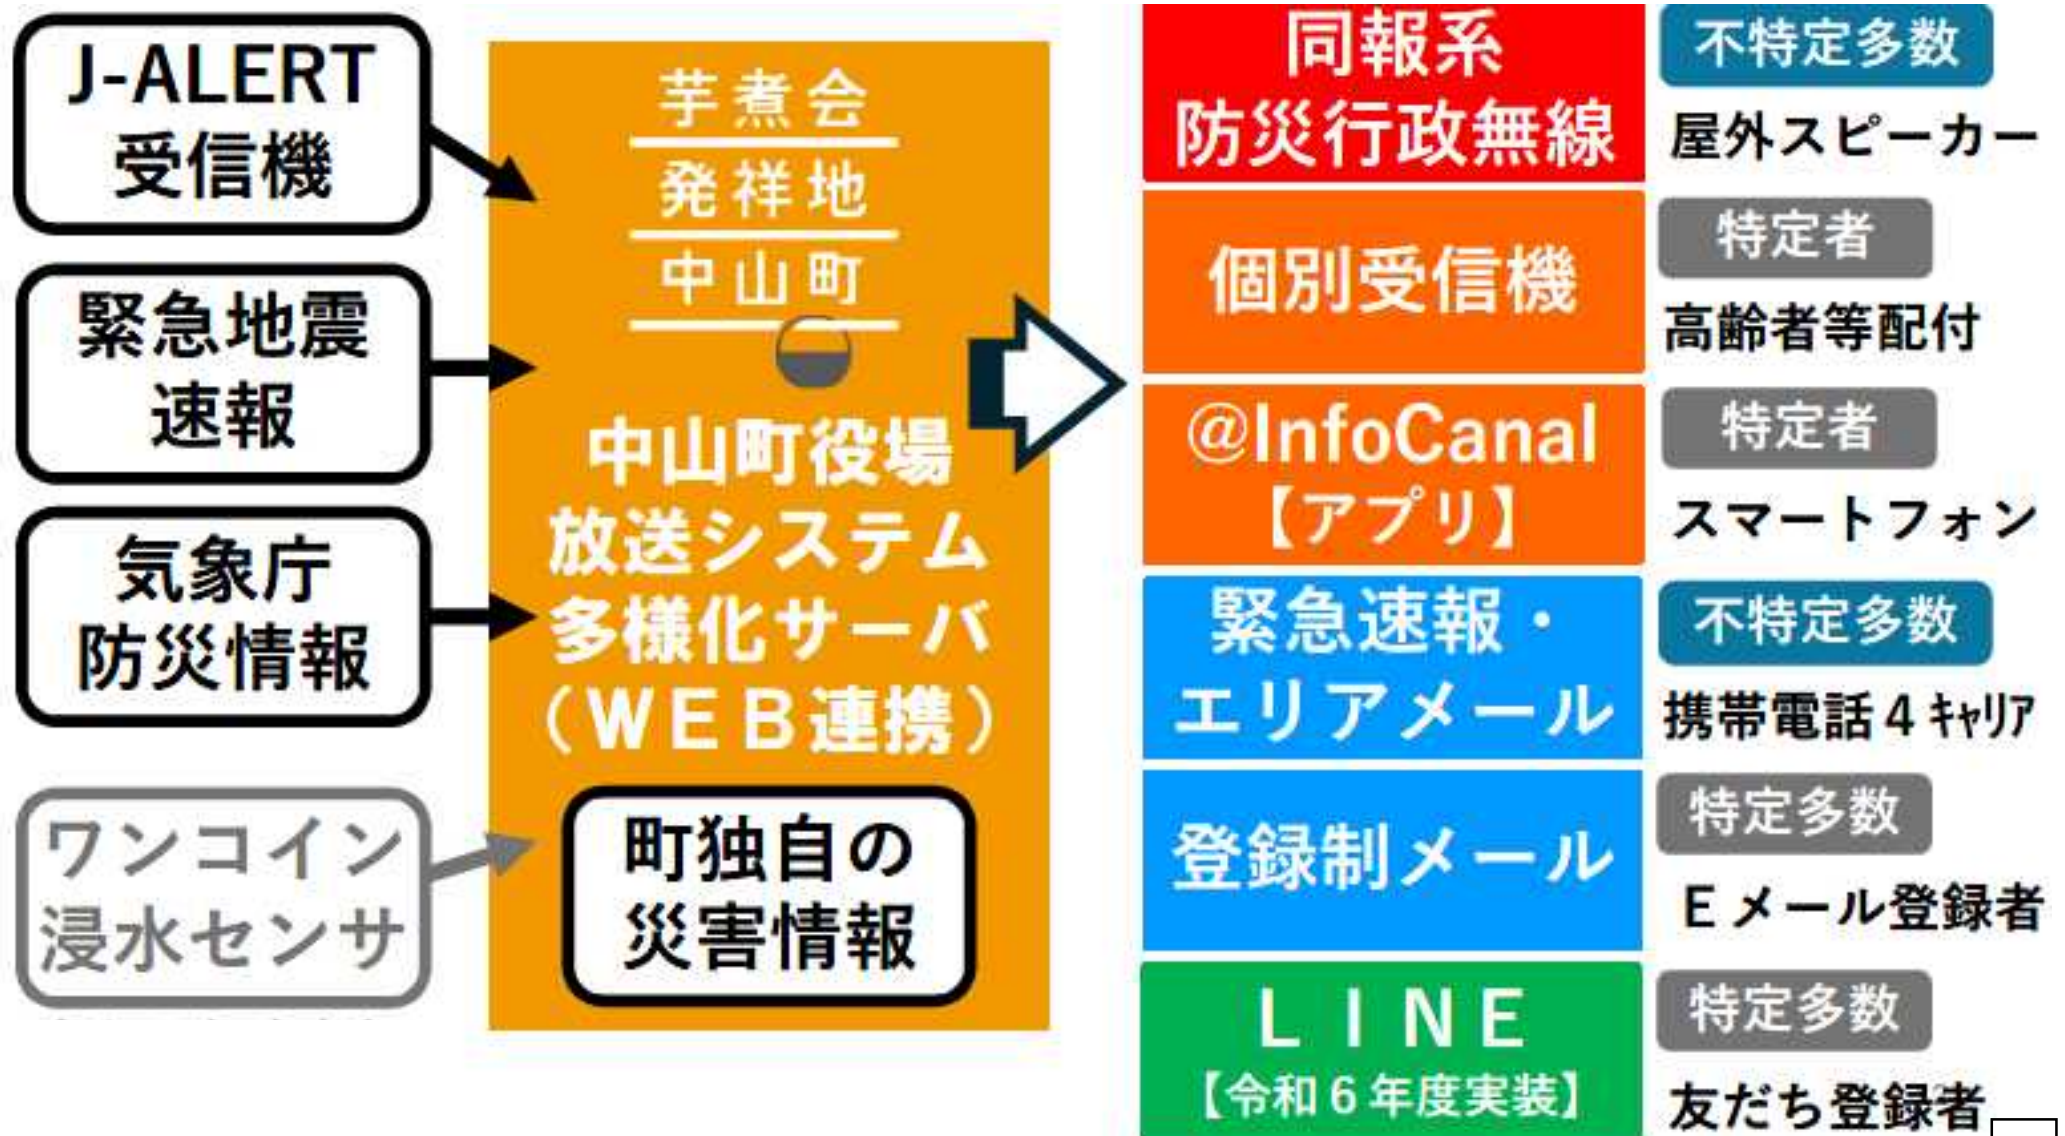 J-ALERT
受信機
緊急地震
速報
気象庁
防災情報
ワンコイン
浸水センサ
芋煮会
発祥地
中山町
中山町役場
放送システム
多様化サーバ
（ＷＥＢ連携）
町独自の
災害情報
同報系
防災行政無線
不特定多数
屋外スピーカー
個別受信機
特定者
高齢者等配付
@InfoCanal
【アプリ】
特定者
スマートフォン
緊急速報・
エリアメール
不特定多数
携帯電話４ｷｬﾘｱ
登録制メール
特定多数
Ｅメール登録者
ＬＩＮＥ
【令和６年度実装】
特定多数
友だち登録者